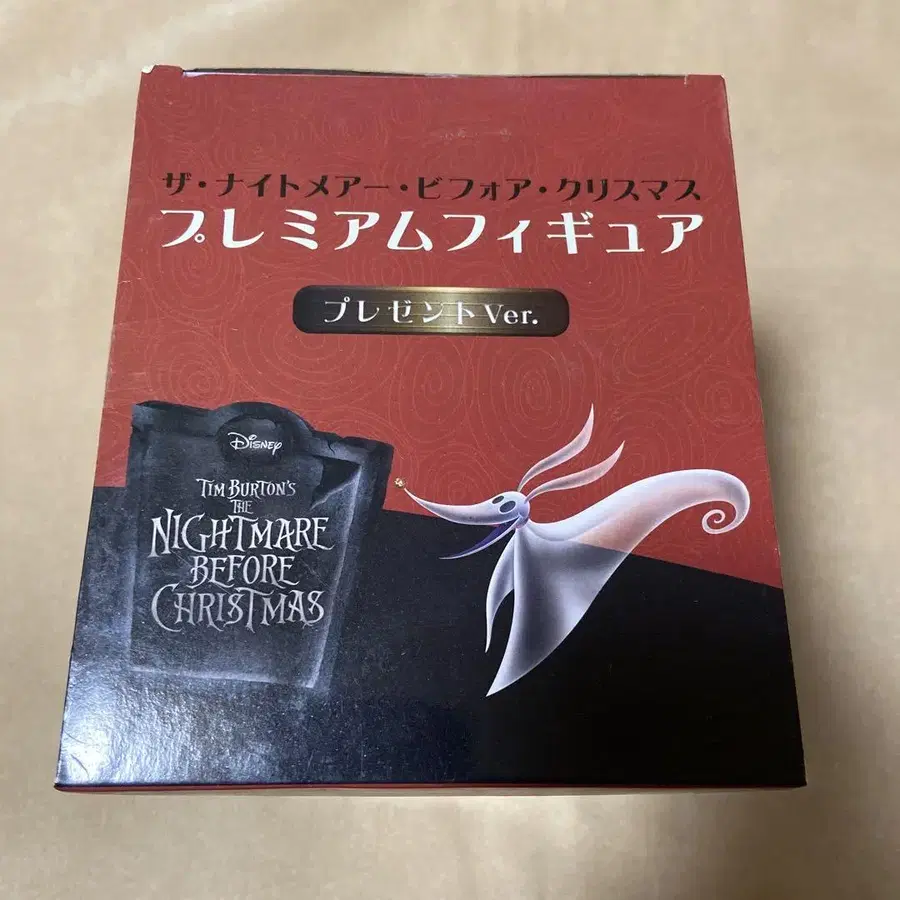 ザ・ナイトメアー・ビフォア・クリスマス
プレミアムフィギュア
プレゼントVer.
Disney
TIM BURTON'S
THE
NIGHTMARE
BEFORE
CHRISTMAS